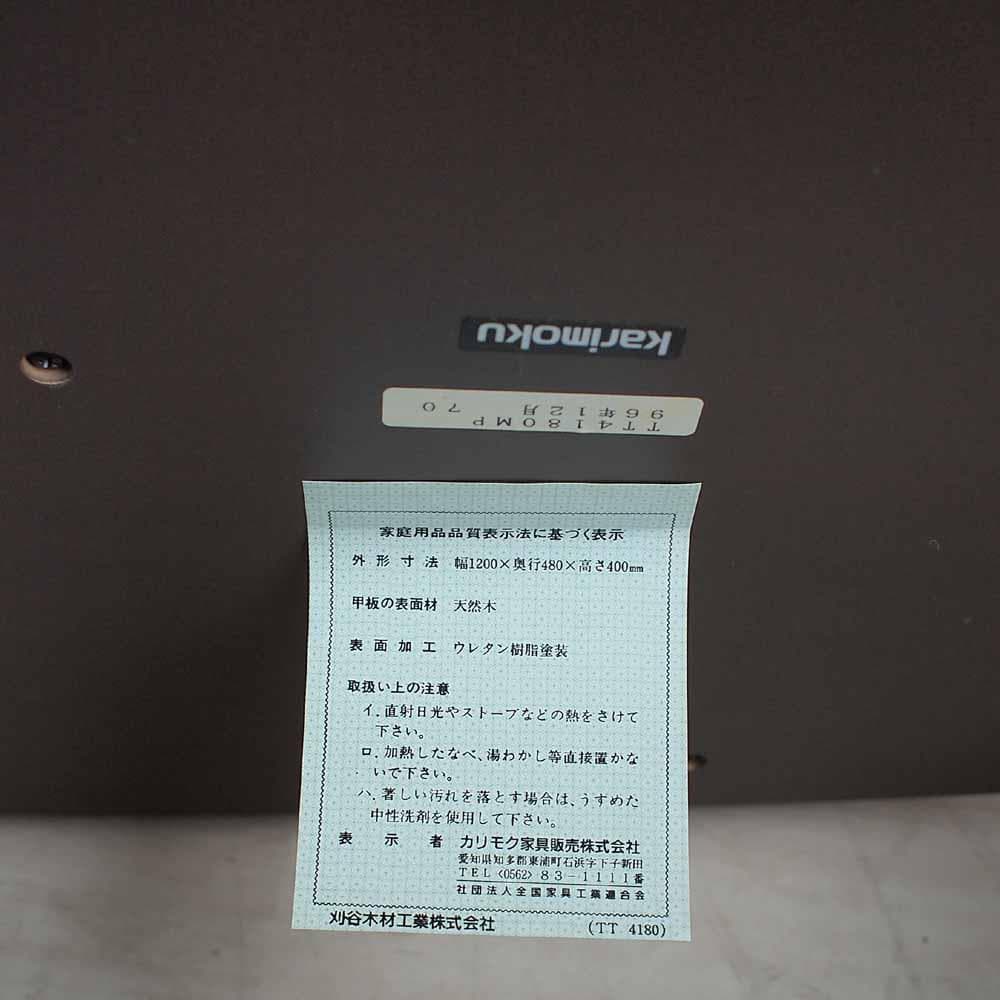 karimoku
TT4180MP 70
96年12月
家庭用品品質表示法に基づく表示
外形寸法 幅1200×奥行480×高さ400mm
甲板の表面材 天然木
表面加工 ウレタン樹脂塗装
取扱い上の注意
イ.直射日光やストーブなどの熱をさけて
下さい。
ロ.加熱したなべ、湯わかし等直接置かな
いで下さい。
ハ.著しい汚れを落とす場合は、うすめた
中性洗剤を使用して下さい。
表示者 カリモク家具販売株式会社
愛知県知多郡東浦町石浜字下子新田
TEL〈0562〉83-1111番
社団法人全国家具工業連合会
刈谷木材工業株式会社 (TT 4180)